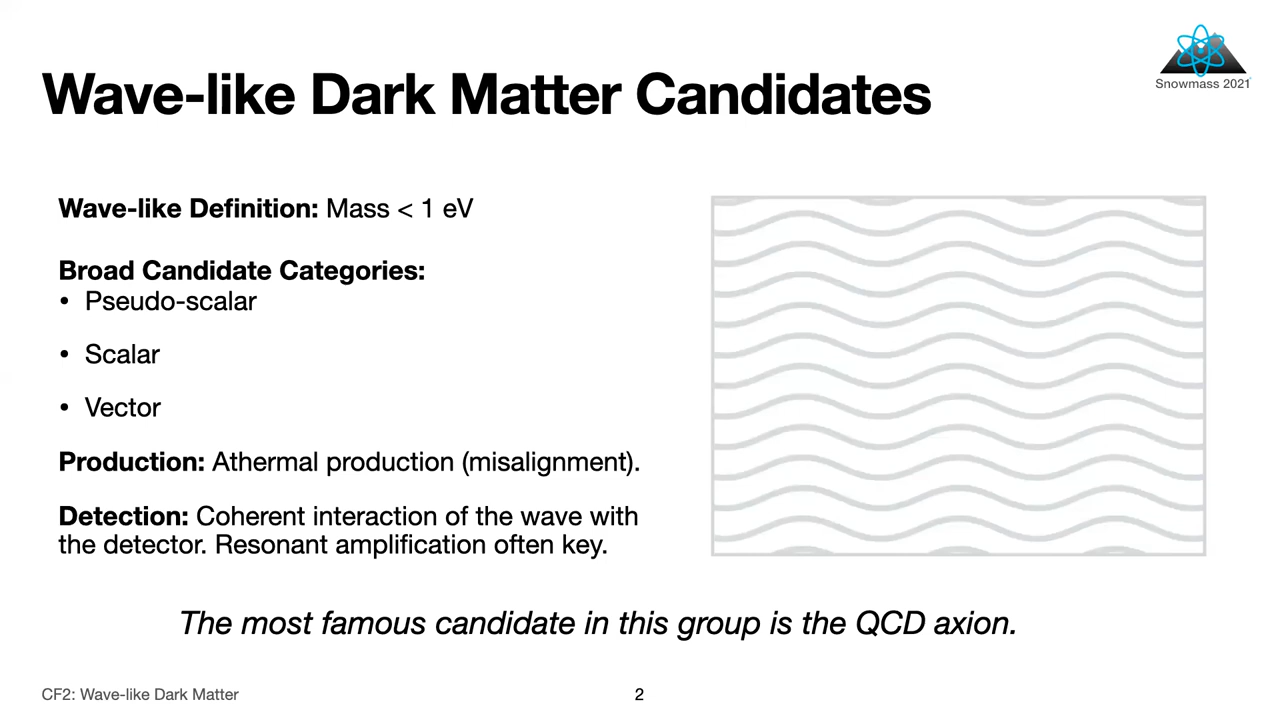 Snowmass 2021
Wave-like Dark Matter Candidates
Wave-like Definition: Mass < 1 eV
Broad Candidate Categories:
• Pseudo-scalar
• Scalar
• Vector
Production: Athermal production (misalignment).
Detection: Coherent interaction of the wave with
the detector. Resonant amplification often key.
The most famous candidate in this group is the QCD axion.
CF2: Wave-like Dark Matter
2